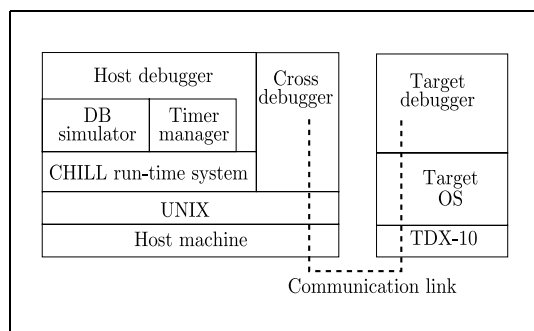 Host debugger
DB
simulator
Timer
manager
CHILL run-time system
Cross
debugger
UNIX
Host machine
Target
debugger
Target
OS
TDX-10
Communication link